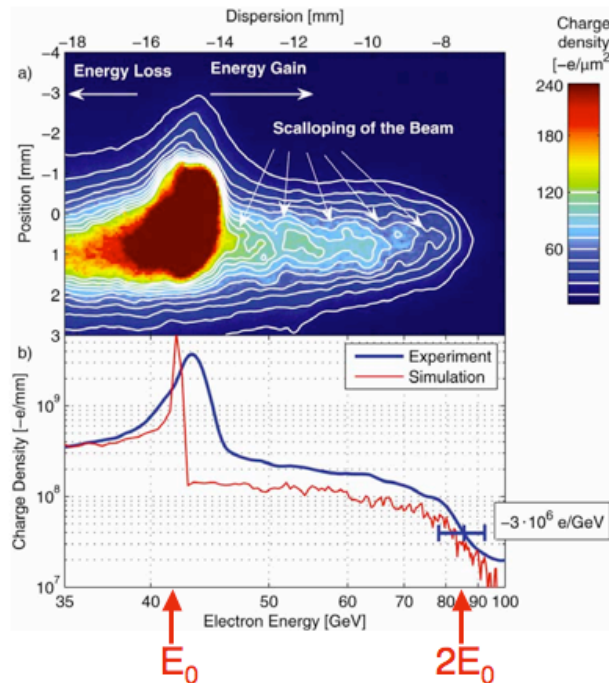 Dispersion [mm]
−18 −16 −14 −12 −10 −9 −8
Charge
density
[−e/µm²
240
180
120
60
a)
Energy Loss
Energy Gain
Scalloping of the Beam
Position [mm]
−4
−3
−2
−1
0
1
2
3
b)
Experiment
Simulation
Charge Density [−e/mm]
10⁹
10⁸
10⁷
−3·10⁶ e/GeV
35 40 50 60 70 80 90 100
Electron Energy [GeV]
E₀
2E₀